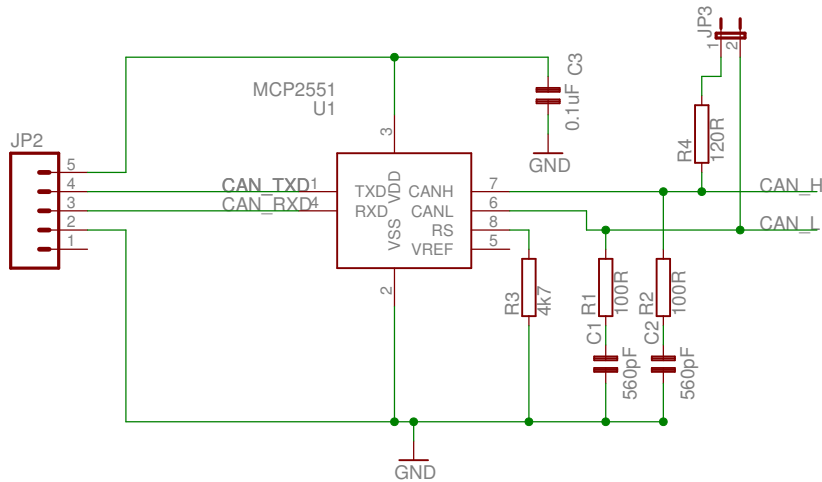 JP3
1
2
MCP2551
U1
C3
0.1uF
GND
3
R4
120R
JP2
5
4
3
2
1
CAN_TXD
1
CAN_RXD
4
TXD
RXD
VDD
VSS
CANH
CANL
RS
VREF
7
6
8
5
2
CAN_H
CAN_L
R3
4k7
R1
100R
R2
100R
C1
560pF
C2
560pF
GND